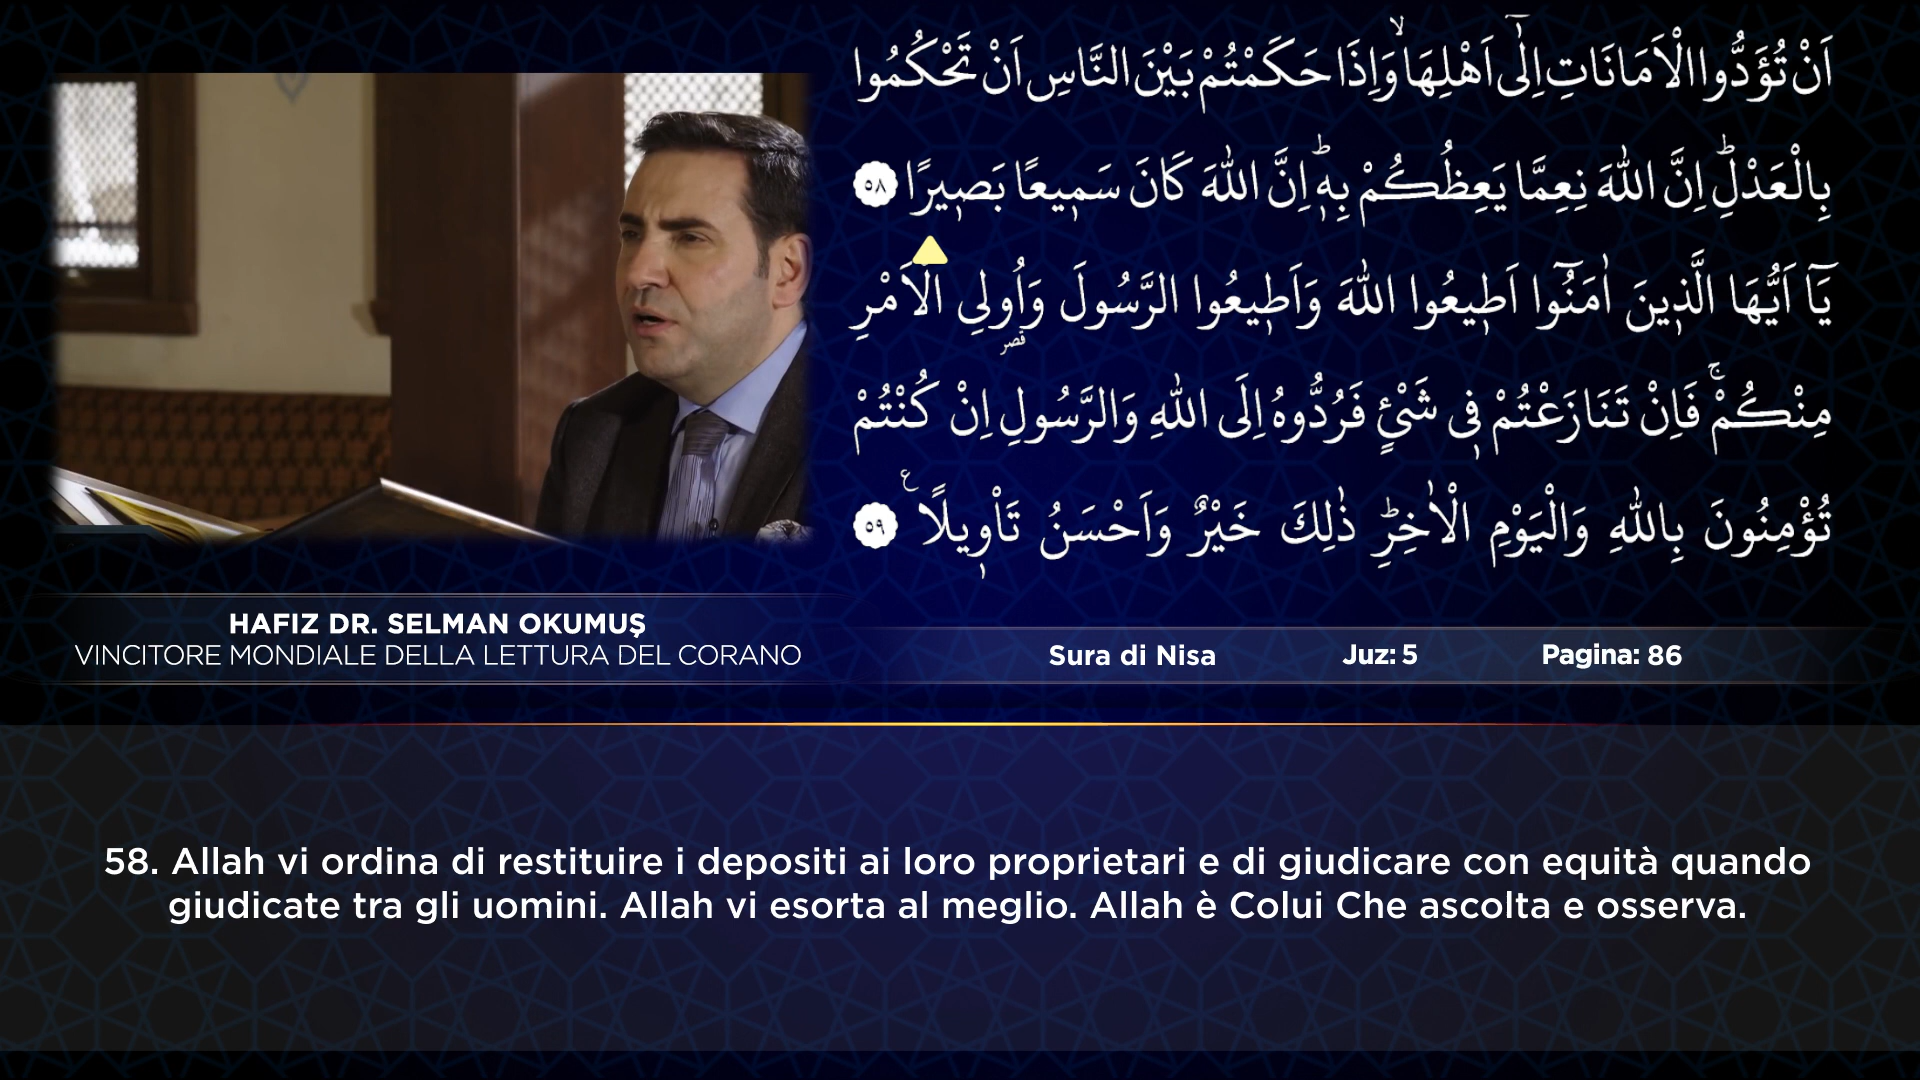 اَنْ تُؤَدُّوا الْاَمَانَاتِ اِلٰٓى اَهْلِهَاۙ وَاِذَا حَكَمْتُمْ بَيْنَ النَّاسِ اَنْ تَحْكُمُوا
بِالْعَدْلِۜ اِنَّ اللّٰهَ نِعِمَّا يَعِظُكُمْ بِه۪ۜ اِنَّ اللّٰهَ كَانَ سَم۪يعًا بَص۪يرًا ٥٨
يَٓا اَيُّهَا الَّذ۪ينَ اٰمَنُٓوا اَط۪يعُوا اللّٰهَ وَاَط۪يعُوا الرَّسُولَ وَاُولِي الْاَمْرِ
قصر
مِنْكُمْۚ فَاِنْ تَنَازَعْتُمْ ف۪ي شَيْءٍ فَرُدُّوهُ اِلَى اللّٰهِ وَالرَّسُولِ اِنْ كُنْتُمْ
تُؤْمِنُونَ بِاللّٰهِ وَالْيَوْمِ الْاٰخِرِۜ ذٰلِكَ خَيْرٌ وَاَحْسَنُ تَأْو۪يلًا ع ٥٩
HAFIZ DR. SELMAN OKUMUŞ
VINCITORE MONDIALE DELLA LETTURA DEL CORANO
Sura di Nisa Juz: 5 Pagina: 86
58. Allah vi ordina di restituire i depositi ai loro proprietari e di giudicare con equità quando
giudicate tra gli uomini. Allah vi esorta al meglio. Allah è Colui Che ascolta e osserva.